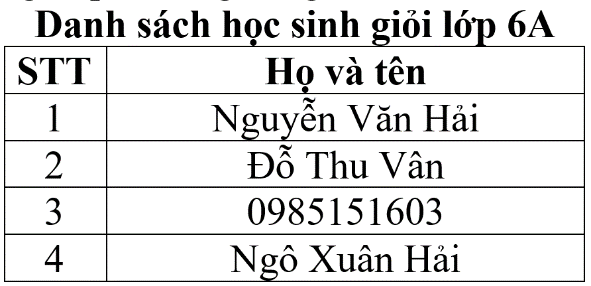 Danh sách học sinh giỏi lớp 6A
STT Họ và tên
1 Nguyễn Văn Hải
2 Đỗ Thu Vân
3 0985151603
4 Ngô Xuân Hải